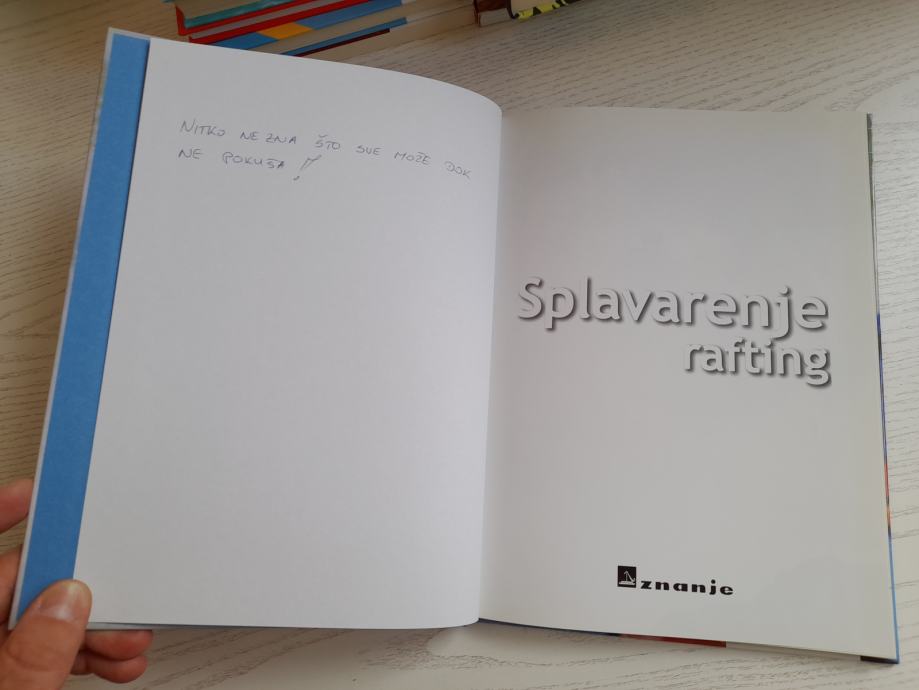 NITKO NE ZNA ŠTO SVE MOŽE DOK
NE POKUŠA!
Splavarenje
rafting
znanje